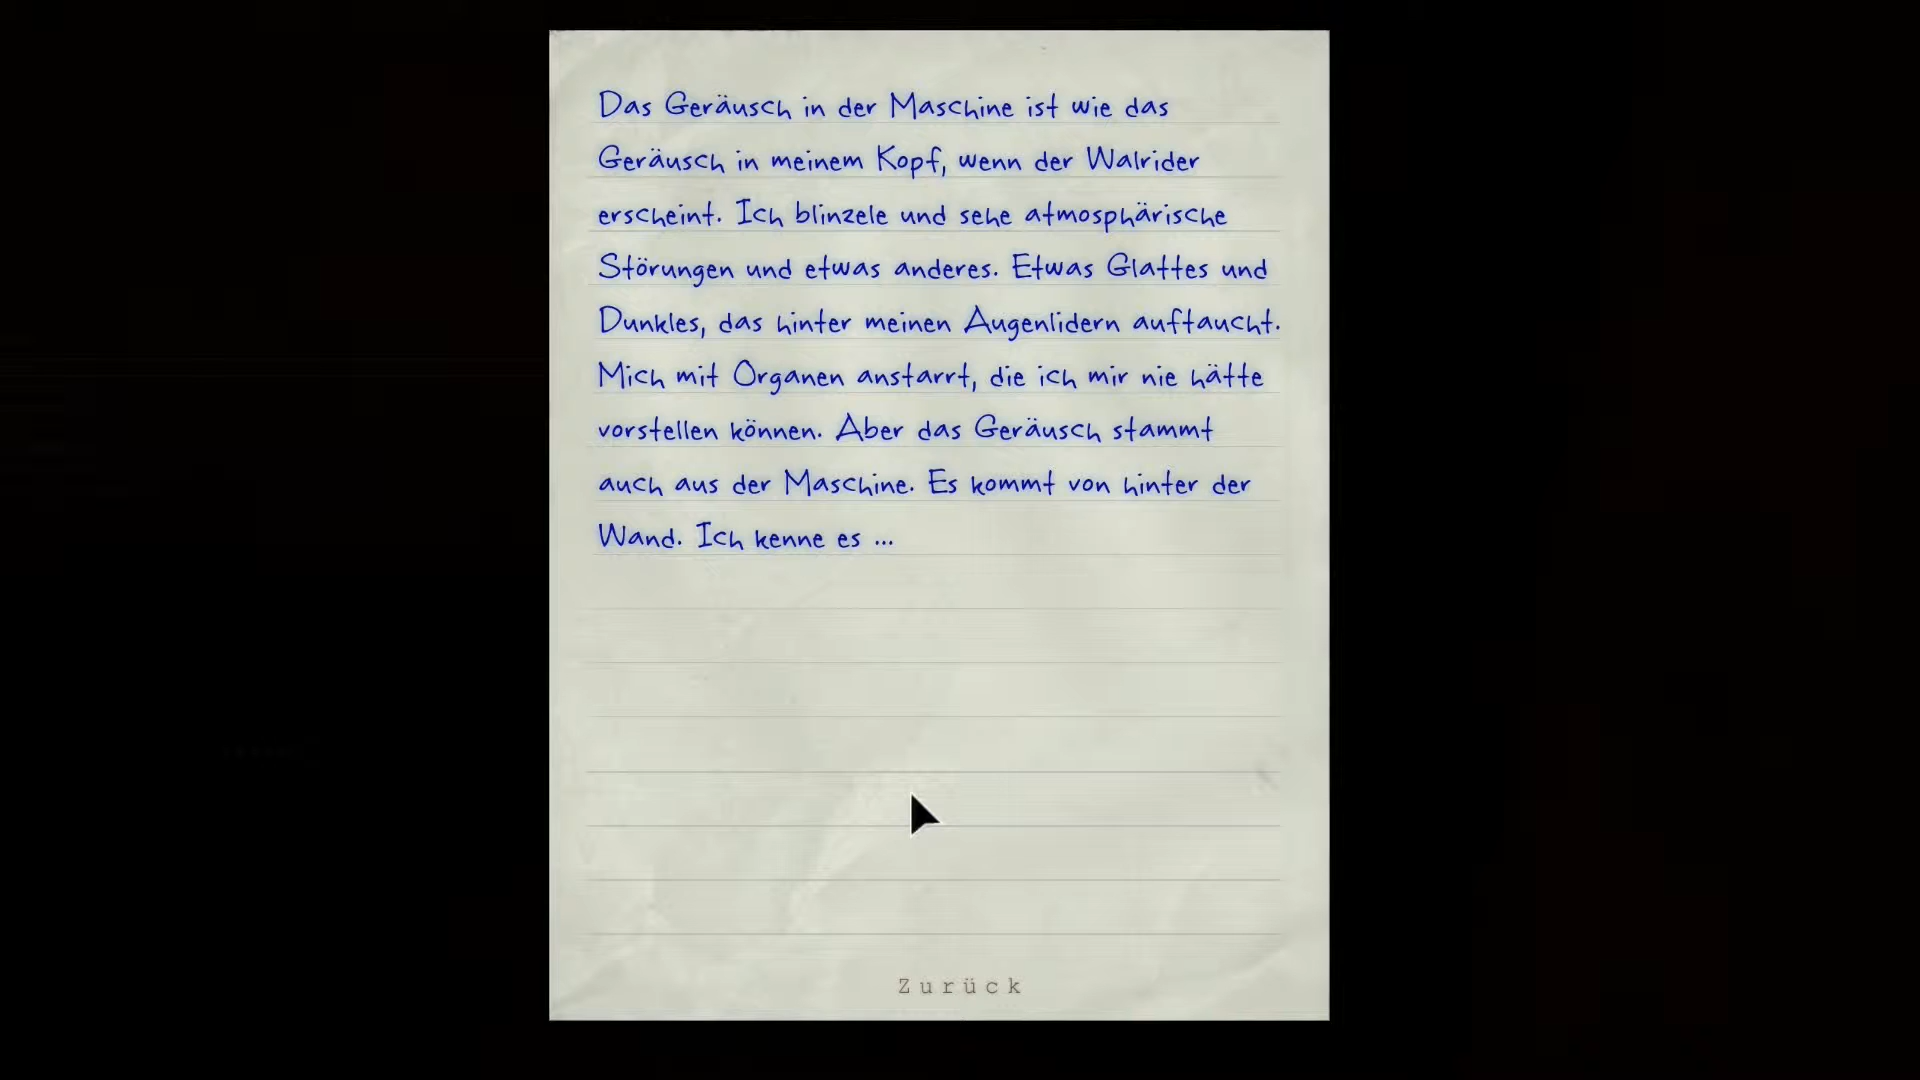 Das Geräusch in der Maschine ist wie das
Geräusch in meinem Kopf, wenn der Walrider
erscheint. Ich blinzele und sehe atmosphärische
Störungen und etwas anderes. Etwas Glattes und
Dunkles, das hinter meinen Augenlidern auftaucht.
Mich mit Organen anstarrt, die ich mir nie hätte
vorstellen können. Aber das Geräusch stammt
auch aus der Maschine. Es kommt von hinter der
Wand. Ich kenne es ...
Zurück